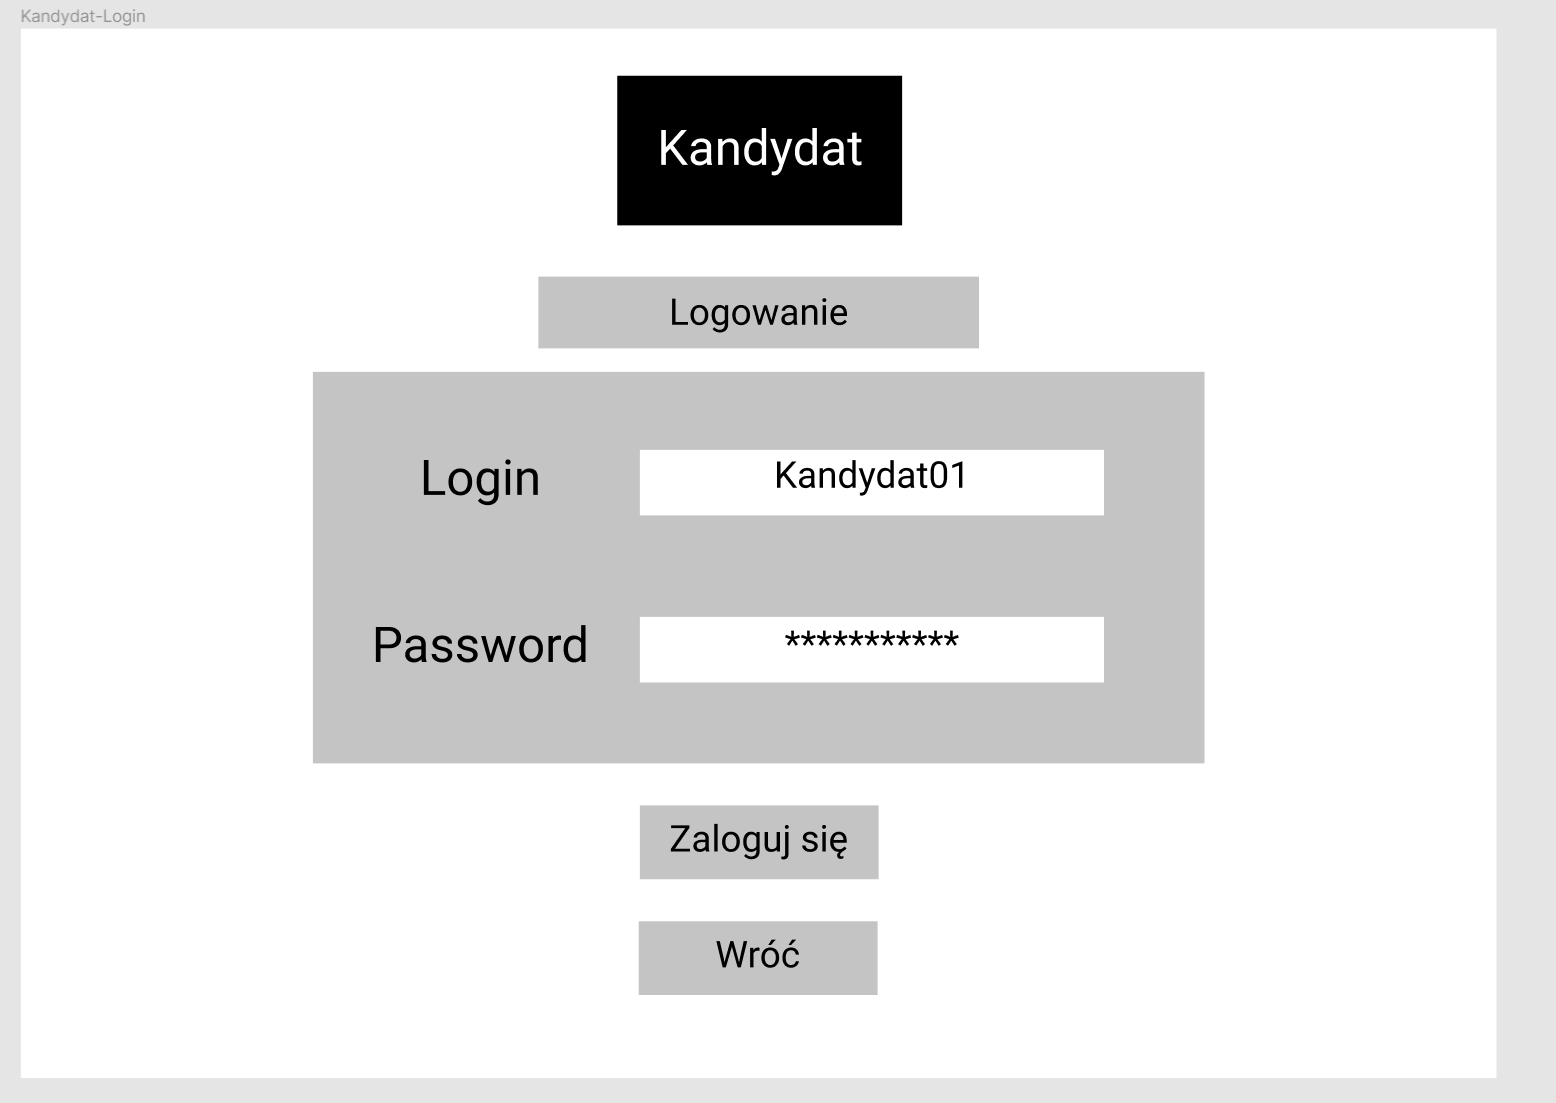 Kandydat-Login
Kandydat
Logowanie
Login
Kandydat01
Password
***********
Zaloguj się
Wróć